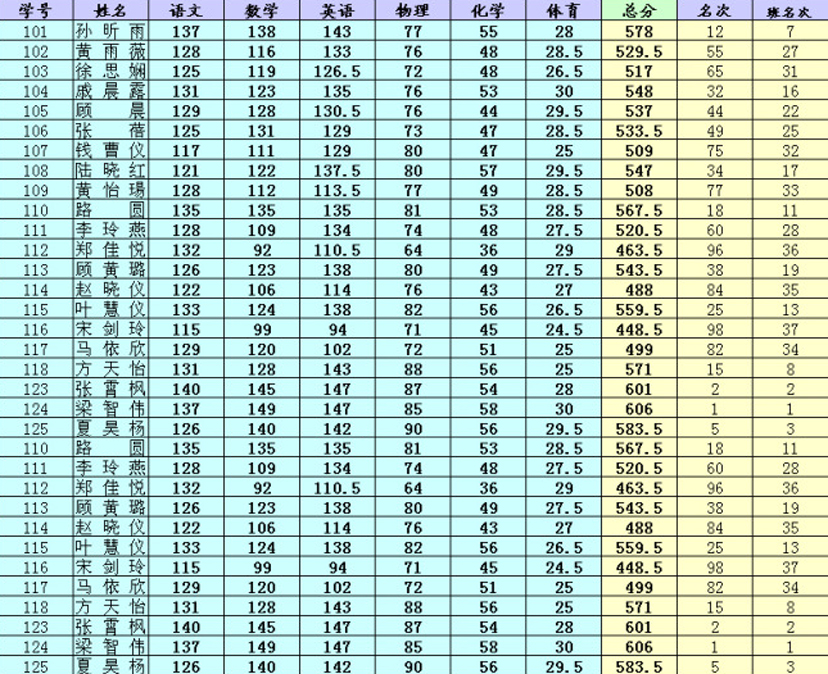 学号 姓名 语文 数学 英语 物理 化学 体育 总分 名次 班名次
101 孙昕雨 137 138 143 77 55 28 578 12 7
102 黄雨薇 128 116 133 76 48 28.5 529.5 55 27
103 徐思娴 125 119 126.5 72 48 26.5 517 65 31
104 戚晨露 131 123 135 76 53 30 548 32 16
105 顾晨 129 128 130.5 76 44 29.5 537 44 22
106 张蓓 125 131 129 73 47 28.5 533.5 49 25
107 钱曹仪 117 111 129 80 47 25 509 75 32
108 陆晓红 121 122 137.5 80 57 29.5 547 34 17
109 黄怡瑒 128 112 113.5 77 49 28.5 508 77 33
110 路圆 135 135 135 81 53 28.5 567.5 18 11
111 李玲燕 128 109 134 74 48 27.5 520.5 60 28
112 郑佳悦 132 92 110.5 64 36 29 463.5 96 36
113 顾黄璐 126 123 138 80 49 27.5 543.5 38 19
114 赵晓仪 122 106 114 76 43 27 488 84 35
115 叶慧仪 133 124 138 82 56 26.5 559.5 25 13
116 宋剑玲 115 99 94 71 45 24.5 448.5 98 37
117 马依欣 129 120 102 72 51 25 499 82 34
118 方天怡 131 128 143 88 56 25 571 15 8
123 张霄枫 140 145 147 87 54 28 601 2 2
124 梁智伟 137 149 147 85 58 30 606 1 1
125 夏昊杨 126 140 142 90 56 29.5 583.5 5 3
110 路圆 135 135 135 81 53 28.5 567.5 18 11
111 李玲燕 128 109 134 74 48 27.5 520.5 60 28
112 郑佳悦 132 92 110.5 64 36 29 463.5 96 36
113 顾黄璐 126 123 138 80 49 27.5 543.5 38 19
114 赵晓仪 122 106 114 76 43 27 488 84 35
115 叶慧仪 133 124 138 82 56 26.5 559.5 25 13
116 宋剑玲 115 99 94 71 45 24.5 448.5 98 37
117 马依欣 129 120 102 72 51 25 499 82 34
118 方天怡 131 128 143 88 56 25 571 15 8
123 张霄枫 140 145 147 87 54 28 601 2 2
124 梁智伟 137 149 147 85 58 30 606 1 1
125 夏昊杨 126 140 142 90 56 29.5 583.5 5 3